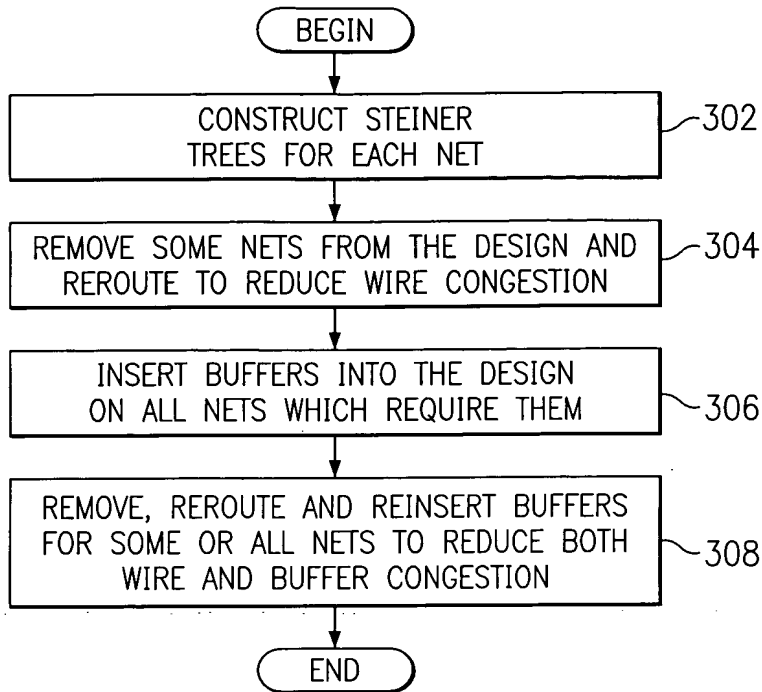 BEGIN
CONSTRUCT STEINER
TREES FOR EACH NET
302
REMOVE SOME NETS FROM THE DESIGN AND
REROUTE TO REDUCE WIRE CONGESTION
304
INSERT BUFFERS INTO THE DESIGN
ON ALL NETS WHICH REQUIRE THEM
306
REMOVE, REROUTE AND REINSERT BUFFERS
FOR SOME OR ALL NETS TO REDUCE BOTH
WIRE AND BUFFER CONGESTION
308
END